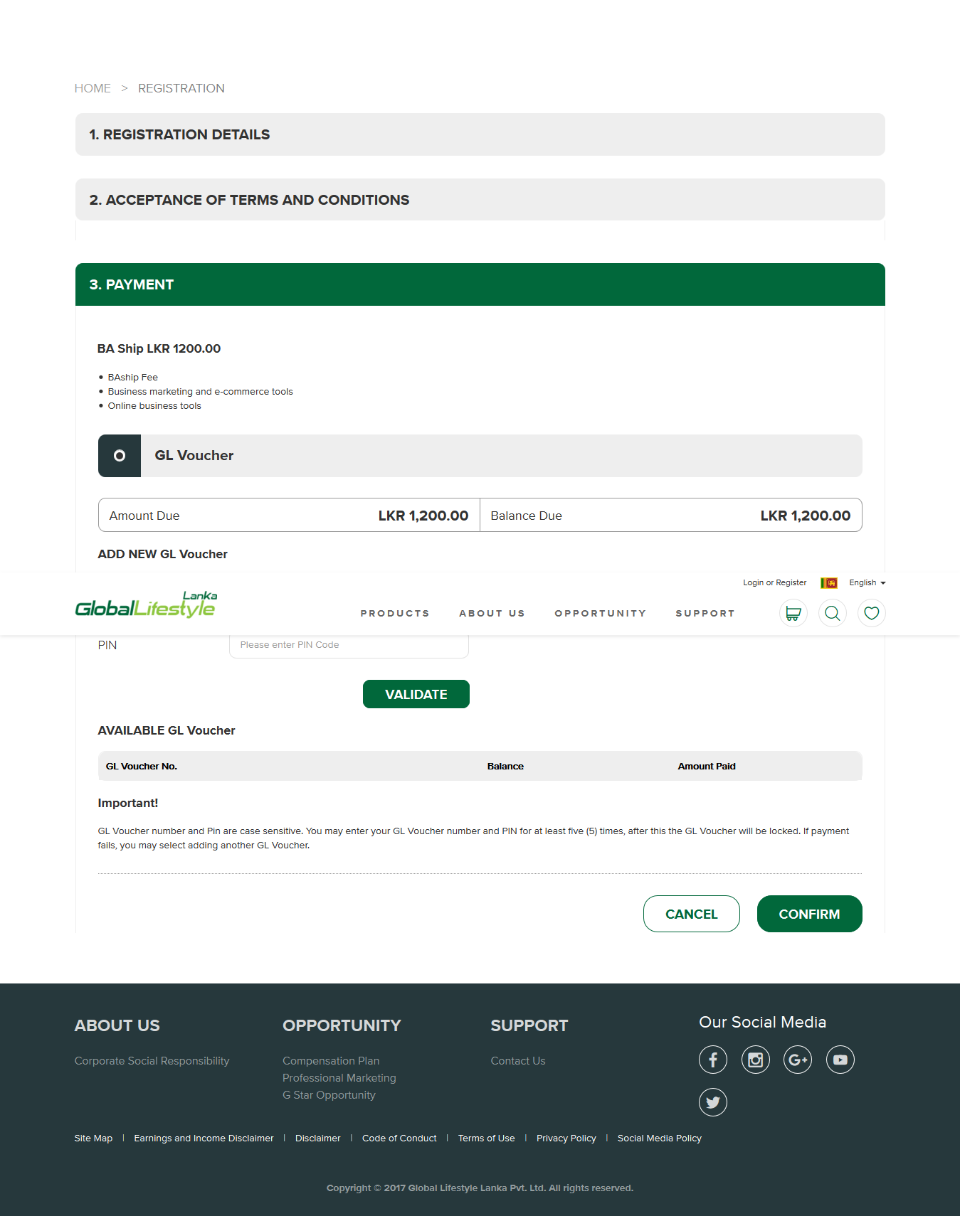 HOME > REGISTRATION
1. REGISTRATION DETAILS
2. ACCEPTANCE OF TERMS AND CONDITIONS
3. PAYMENT
BA Ship LKR 1200.00
• BAship Fee
• Business marketing and e-commerce tools
• Online business tools
GL Voucher
Amount Due LKR 1,200.00 Balance Due LKR 1,200.00
ADD NEW GL Voucher
Login or Register English
Global Lifestyle Lanka
PRODUCTS ABOUT US OPPORTUNITY SUPPORT
PIN Please enter PIN Code
VALIDATE
AVAILABLE GL Voucher
GL Voucher No. Balance Amount Paid
Important!
GL Voucher number and Pin are case sensitive. You may enter your GL Voucher number and PIN for at least five (5) times, after this the GL Voucher will be locked. If payment
fails, you may select adding another GL Voucher.
CANCEL CONFIRM
ABOUT US OPPORTUNITY SUPPORT Our Social Media
Corporate Social Responsibility Compensation Plan Contact Us
Professional Marketing
G Star Opportunity
Site Map | Earnings and Income Disclaimer | Disclaimer | Code of Conduct | Terms of Use | Privacy Policy | Social Media Policy
Copyright © 2017 Global Lifestyle Lanka Pvt. Ltd. All rights reserved.